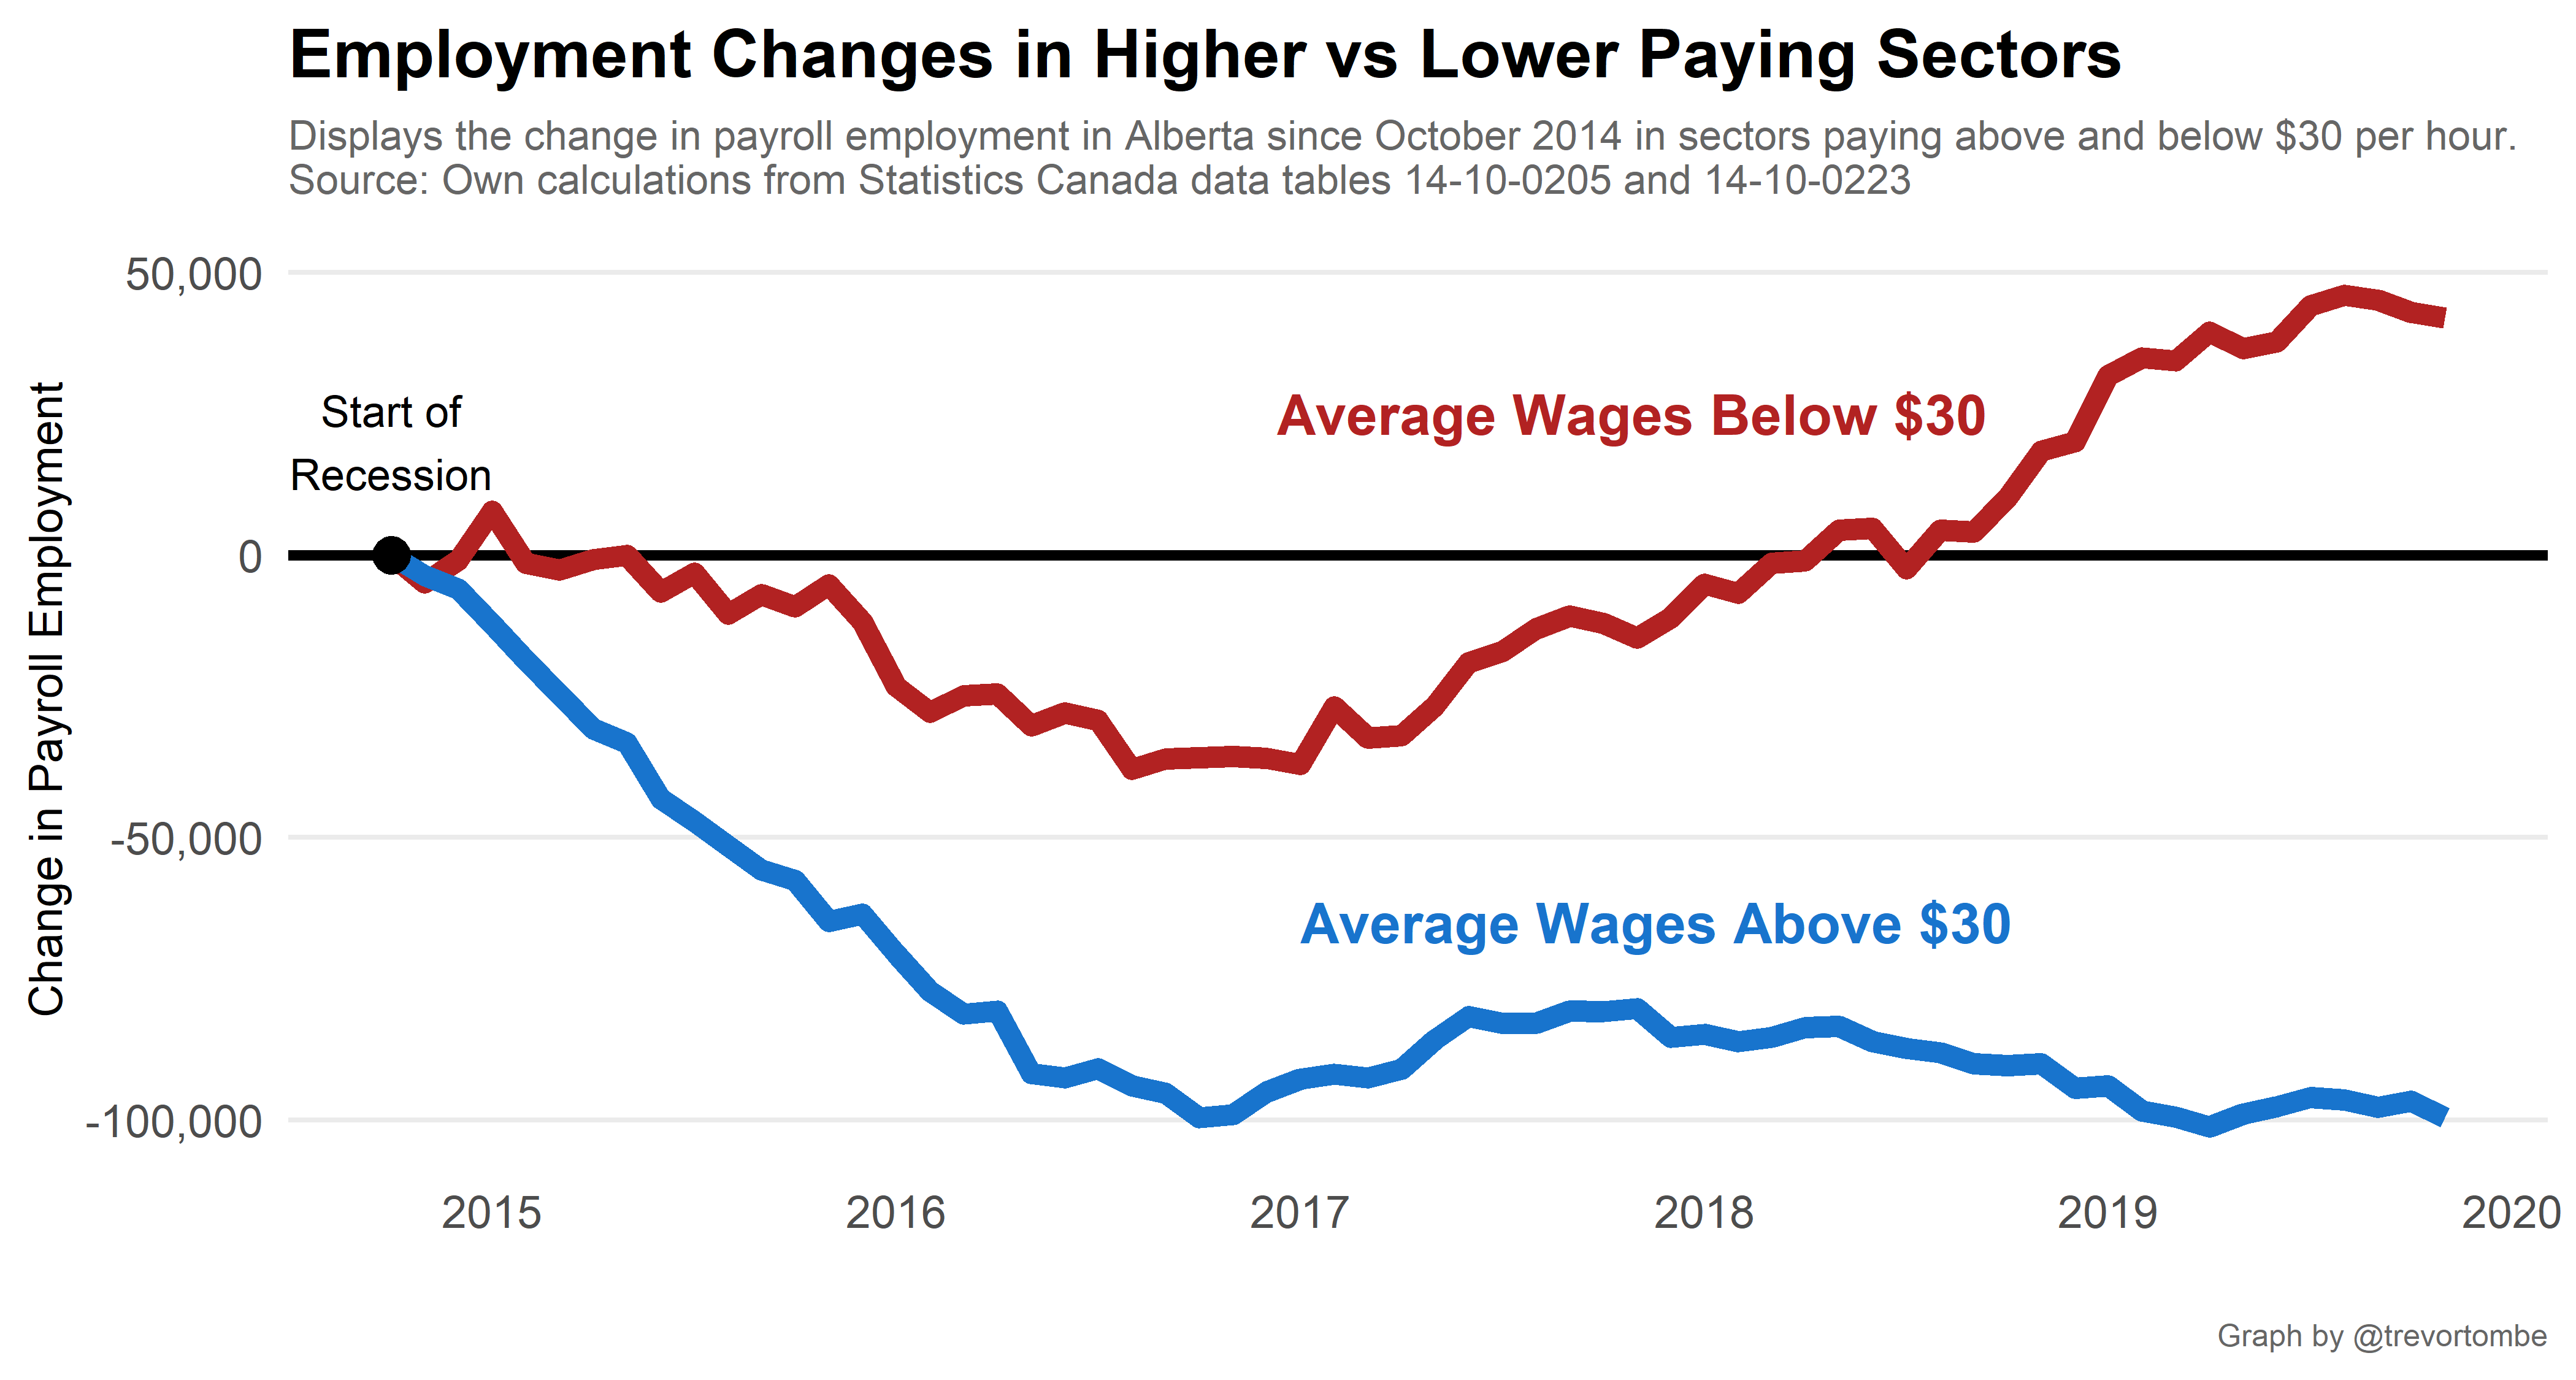 Employment Changes in Higher vs Lower Paying Sectors
Displays the change in payroll employment in Alberta since October 2014 in sectors paying above and below $30 per hour.
Source: Own calculations from Statistics Canada data tables 14-10-0205 and 14-10-0223
Change in Payroll Employment
50,000
0
-50,000
-100,000
Start of
Recession
Average Wages Below $30
Average Wages Above $30
2015
2016
2017
2018
2019
2020
Graph by @trevortombe